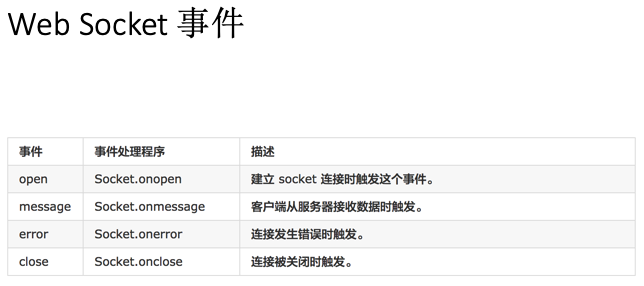 Web Socket 事件
事件 事件处理程序 描述
open Socket.onopen 建立 socket 连接时触发这个事件。
message Socket.onmessage 客户端从服务器接收数据时触发。
error Socket.onerror 连接发生错误时触发。
close Socket.onclose 连接被关闭时触发。